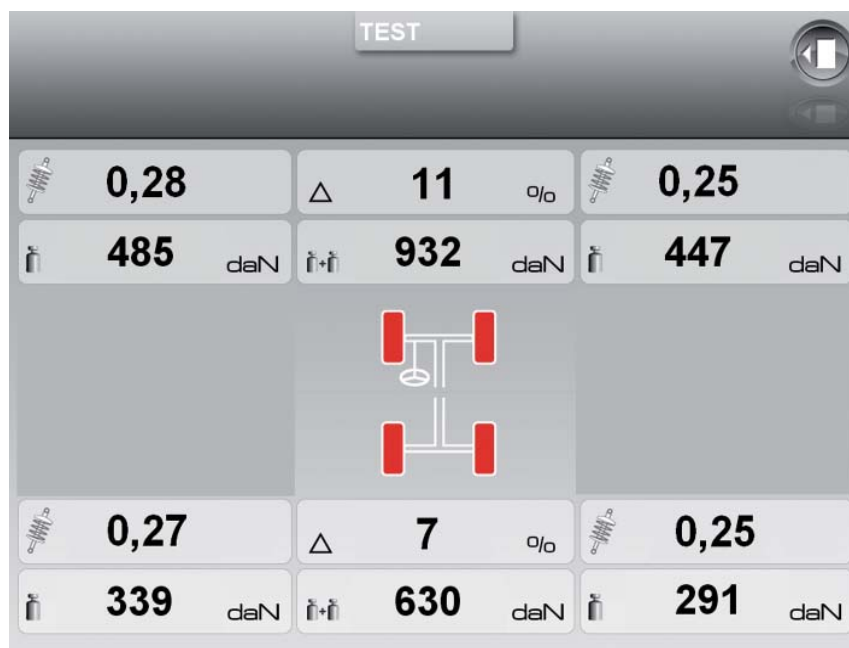 TEST
0,28 △ 11 % 0,25
485 daN 932 daN 447 daN
0,27 △ 7 % 0,25
339 daN 630 daN 291 daN